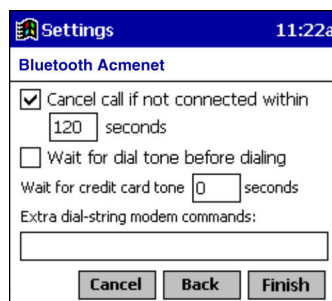 Settings 11:22a
Bluetooth Acmenet
Cancel call if not connected within
120 seconds
Wait for dial tone before dialing
Wait for credit card tone 0 seconds
Extra dial-string modem commands:
Cancel Back Finish